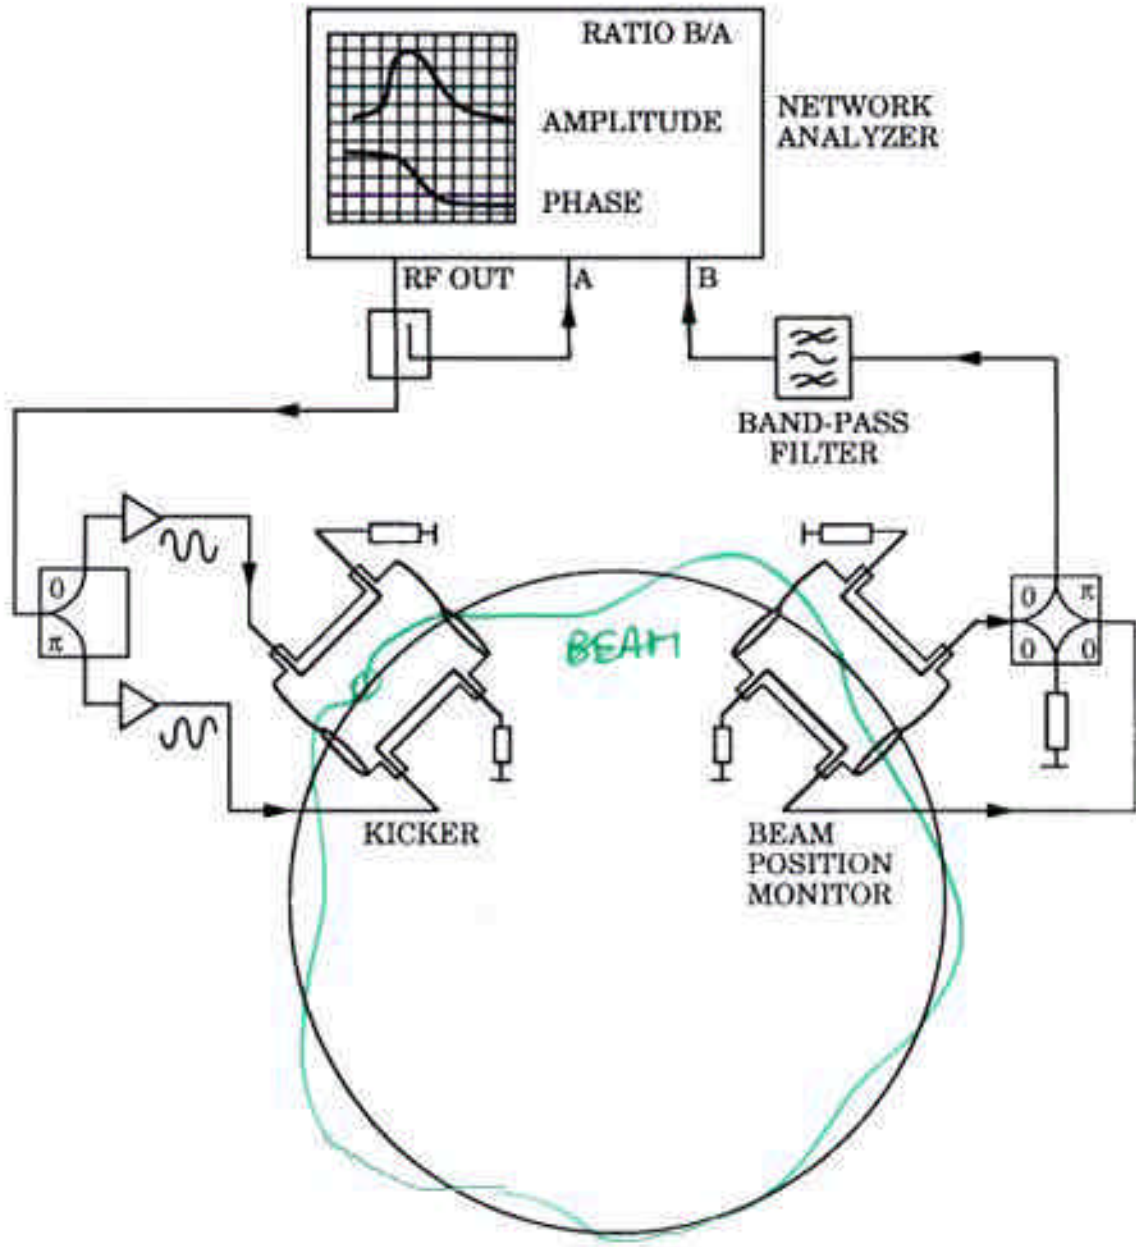 RATIO B/A
AMPLITUDE
PHASE
NETWORK
ANALYZER
RF OUT
A
B
BAND-PASS
FILTER
0
π
BEAM
0
π
0
0
KICKER
BEAM
POSITION
MONITOR